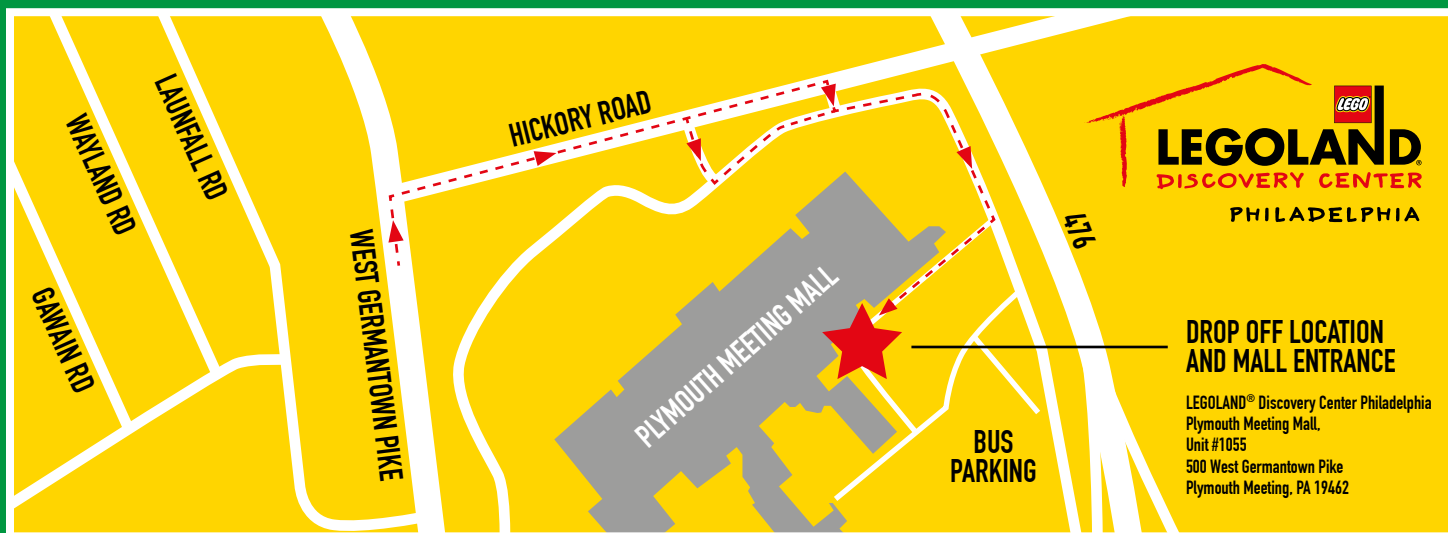 LAUNFALL RD
WAYLAND RD
GAWAIN RD
WEST GERMANTOWN PIKE
HICKORY ROAD
PLYMOUTH MEETING MALL
476
BUS
PARKING
LEGO
LEGOLAND®
DISCOVERY CENTER
PHILADELPHIA
DROP OFF LOCATION
AND MALL ENTRANCE
LEGOLAND® Discovery Center Philadelphia
Plymouth Meeting Mall,
Unit #1055
500 West Germantown Pike
Plymouth Meeting, PA 19462